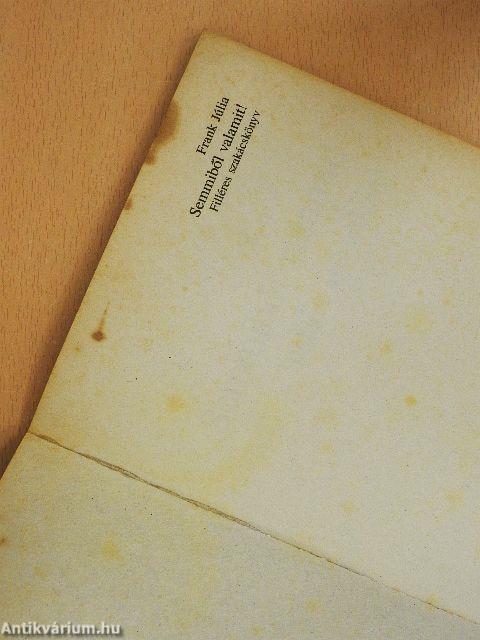 Frank Júlia
Semmiből valamit!
Filléres szakácskönyv
Antikvárium.hu